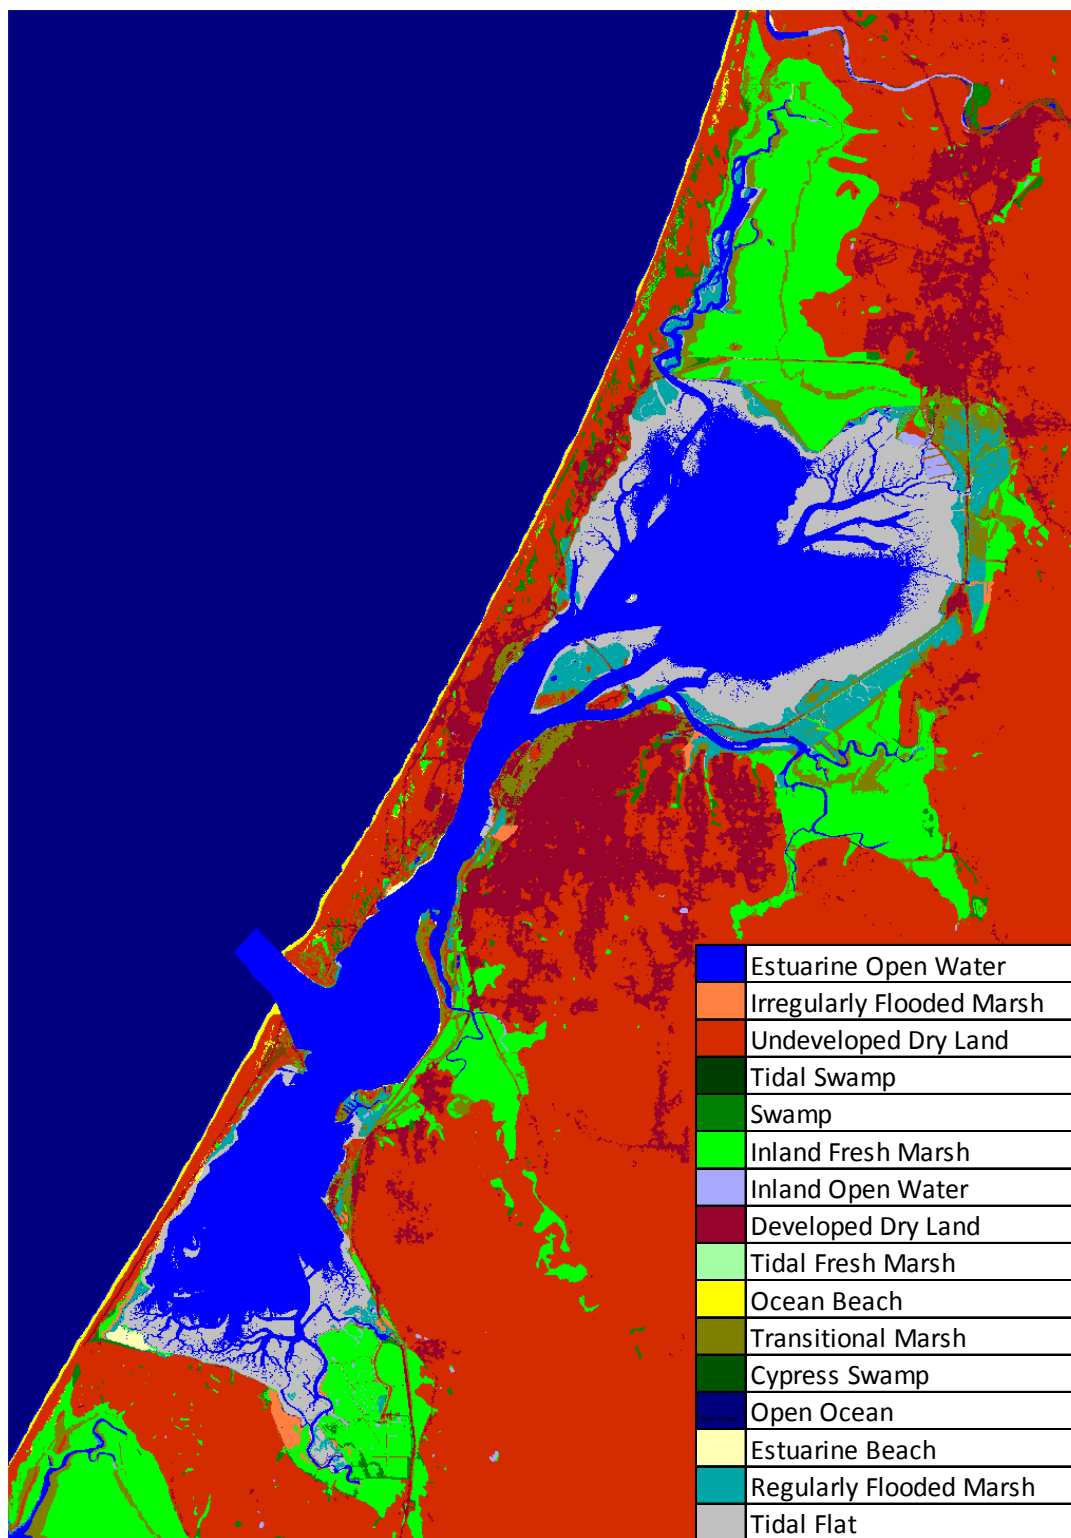 Estuarine Open Water
Irregularly Flooded Marsh
Undeveloped Dry Land
Tidal Swamp
Swamp
Inland Fresh Marsh
Inland Open Water
Developed Dry Land
Tidal Fresh Marsh
Ocean Beach
Transitional Marsh
Cypress Swamp
Open Ocean
Estuarine Beach
Regularly Flooded Marsh
Tidal Flat